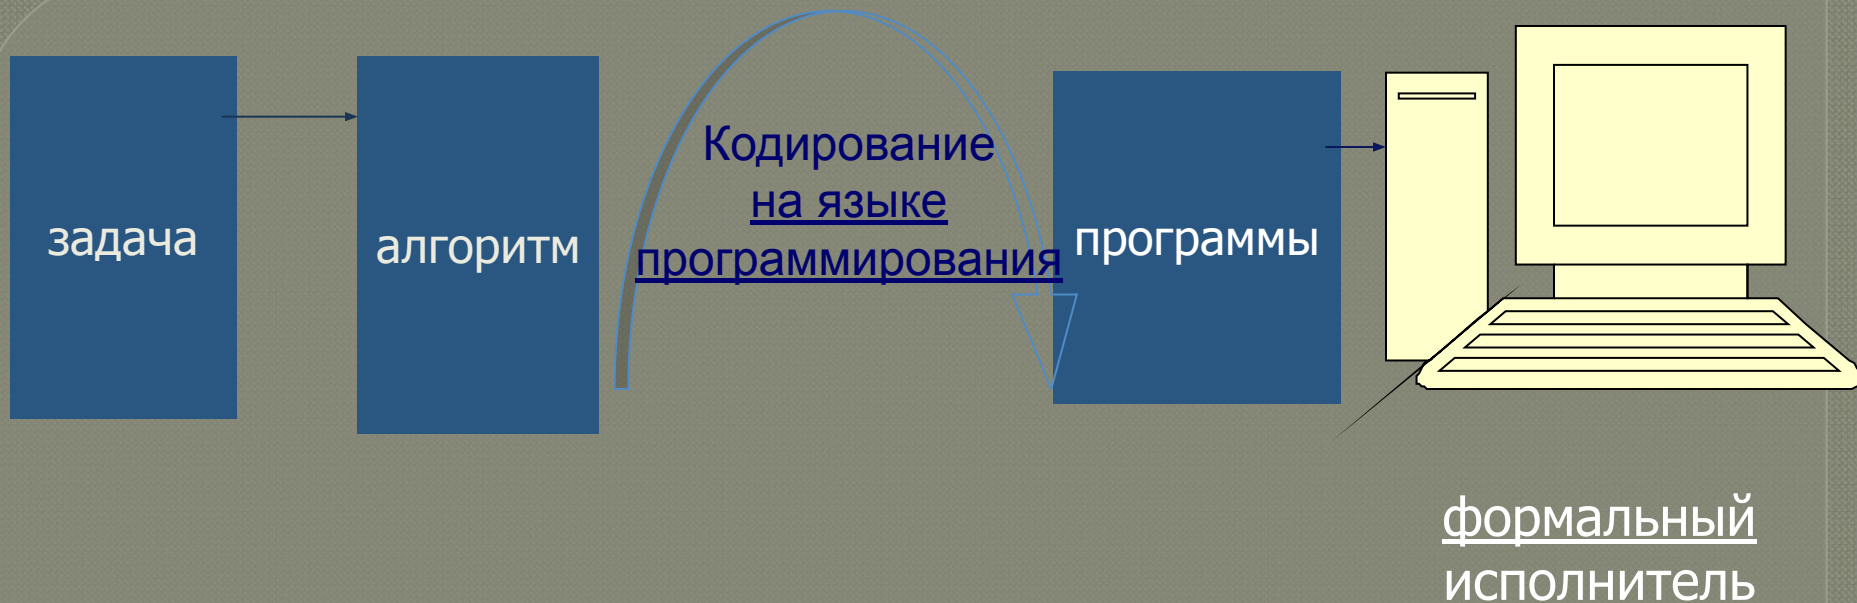 задача
алгоритм
Кодирование
на языке
программирования
программы
формальный
исполнитель